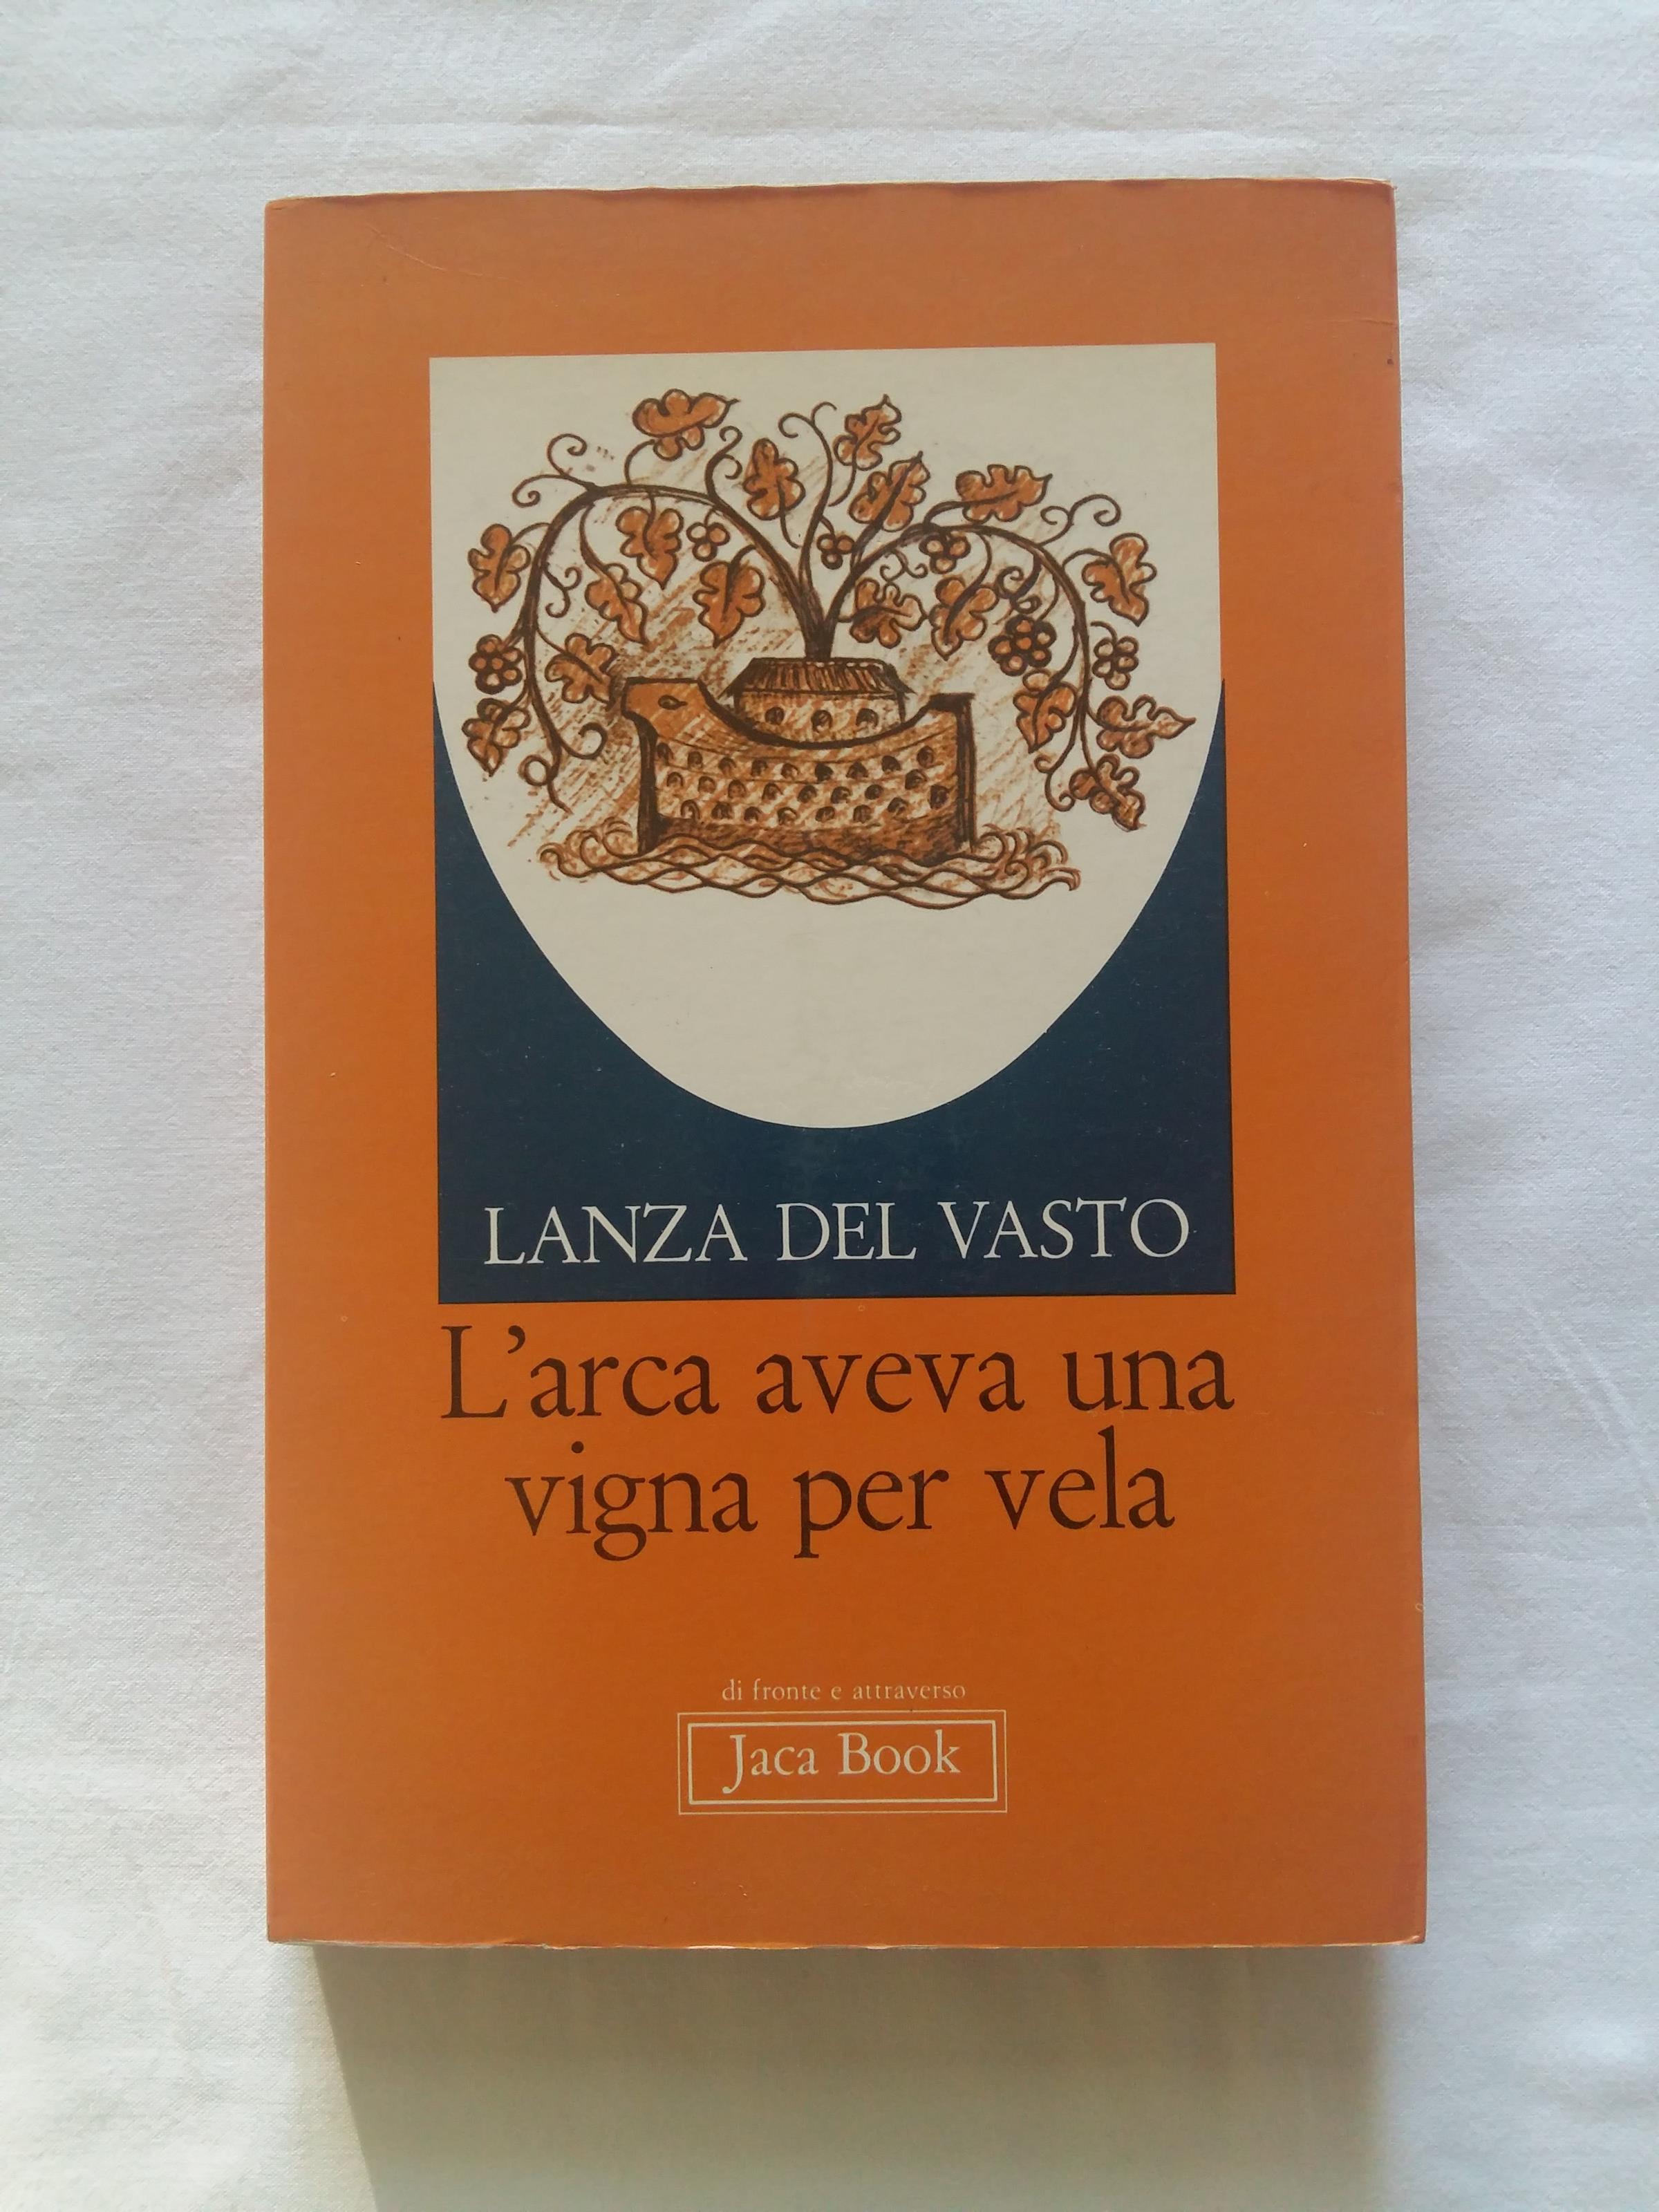 LANZA DEL VASTO
L'arca aveva una
vigna per vela
di fronte e attraverso
Jaca Book